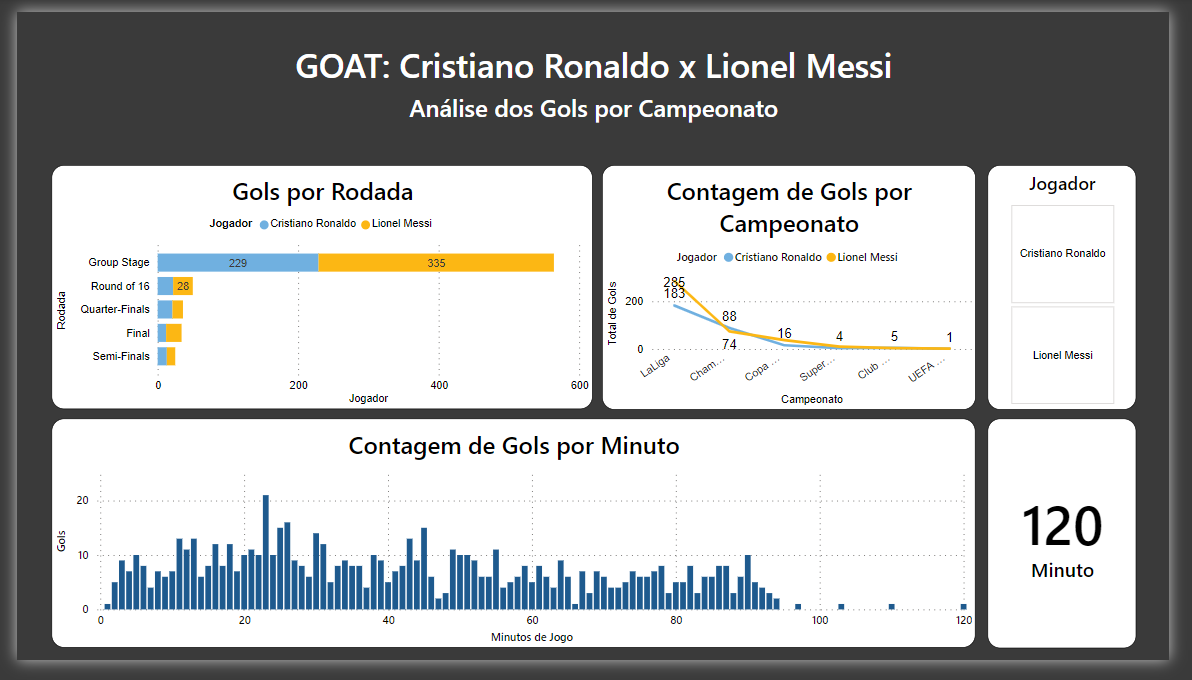 GOAT: Cristiano Ronaldo x Lionel Messi
Análise dos Gols por Campeonato
Gols por Rodada
Jogador Cristiano Ronaldo Lionel Messi
Rodada
Group Stage 229 335
Round of 16 28
Quarter-Finals
Final
Semi-Finals
0 200 400 600
Jogador
Contagem de Gols por
Campeonato
Jogador Cristiano Ronaldo Lionel Messi
Total de Gols
200
0
285
183
88
74
16
4
5
1
LaLiga Cham... Copa ... Super... Club ... UEFA ...
Campeonato
Jogador
Cristiano Ronaldo
Lionel Messi
Contagem de Gols por Minuto
Gols
20
10
0
0 20 40 60 80 100 120
Minutos de Jogo
120
Minuto